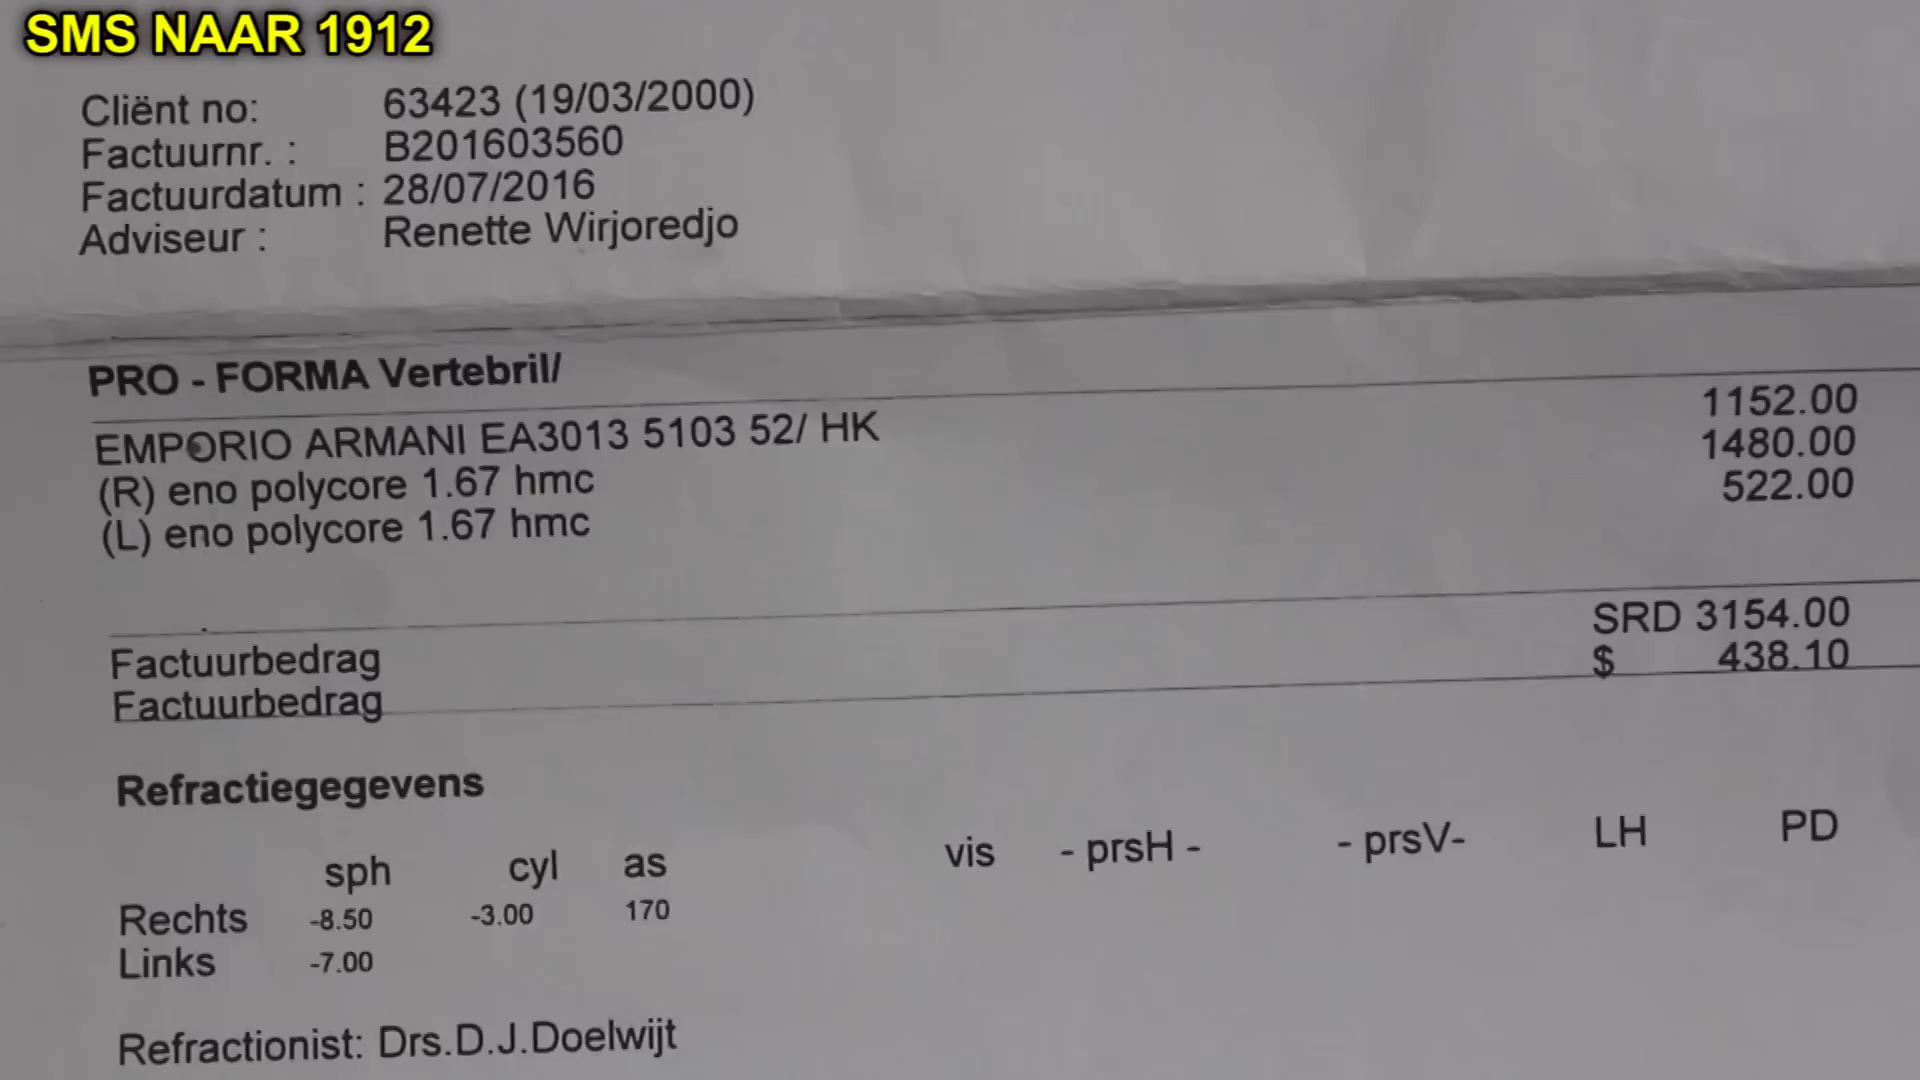 SMS NAAR 1912
Cliënt no: 63423 (19/03/2000)
Factuurnr. : B201603560
Factuurdatum : 28/07/2016
Adviseur : Renette Wirjoredjo
PRO - FORMA Vertebril/
EMPORIO ARMANI EA3013 5103 52/ HK 1152.00
(R) eno polycore 1.67 hmc 1480.00
(L) eno polycore 1.67 hmc 522.00
Factuurbedrag SRD 3154.00
Factuurbedrag $ 438.10
Refractiegegevens
sph cyl as vis - prsH - - prsV- LH PD
Rechts -8.50 -3.00 170
Links -7.00
Refractionist: Drs.D.J.Doelwijt